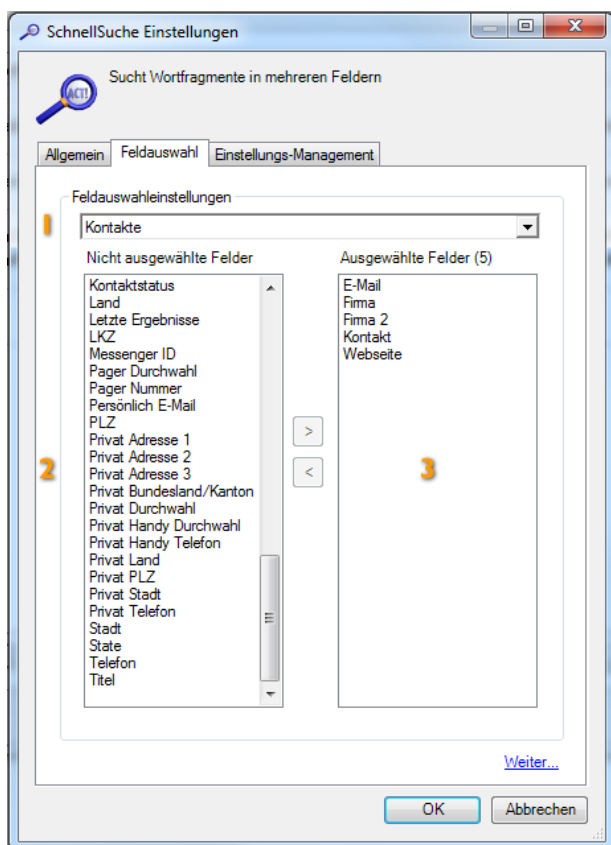 SchnellSuche Einstellungen
Sucht Wortfragmente in mehreren Feldern
ACT!
Allgemein Feldauswahl Einstellungs-Management
Feldauswahleinstellungen
1
Kontakte
Nicht ausgewählte Felder
Kontaktstatus
Land
Letzte Ergebnisse
LKZ
Messenger ID
Pager Durchwahl
Pager Nummer
Persönlich E-Mail
PLZ
Privat Adresse 1
Privat Adresse 2
Privat Adresse 3
Privat Bundesland/Kanton
Privat Durchwahl
Privat Handy Durchwahl
Privat Handy Telefon
Privat Land
Privat PLZ
Privat Stadt
Privat Telefon
Stadt
State
Telefon
Titel
2
>
<
Ausgewählte Felder (5)
E-Mail
Firma
Firma 2
Kontakt
Webseite
3
Weiter...
OK Abbrechen